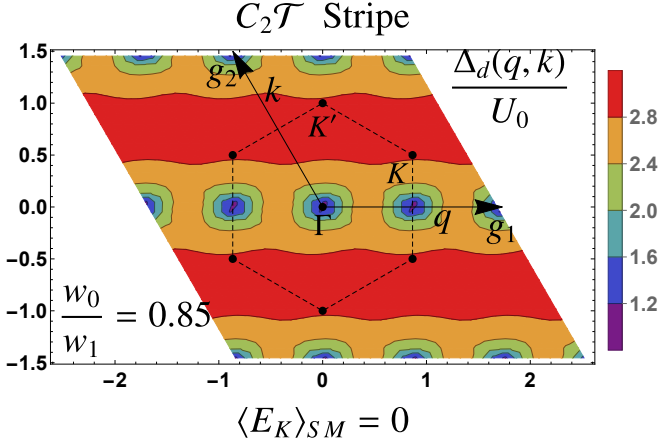 C₂𝒯 Stripe
1.5
1.0
0.5
0.0
−0.5
−1.0
−1.5
−2
−1
0
1
2
g₂
k
K′
K
Γ
q
g₁
Δ_d(q, k)
U₀
w₀
w₁
= 0.85
2.8
2.4
2.0
1.6
1.2
⟨E_K⟩_{SM} = 0